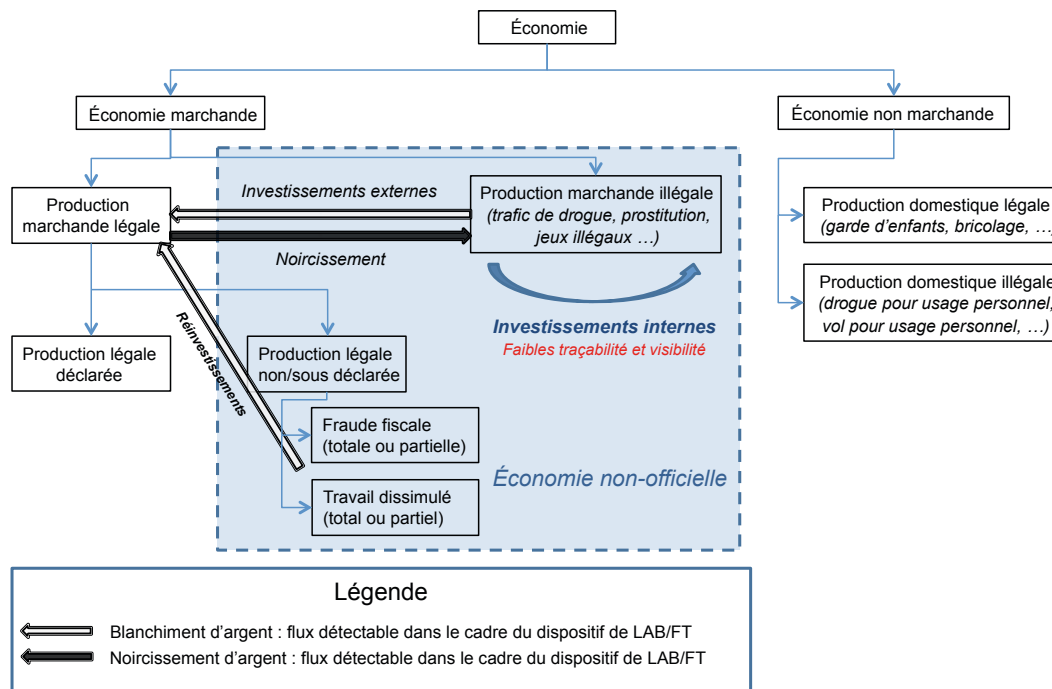 Économie
Économie marchande
Économie non marchande
Production
marchande légale
Investissements externes
Noircissement
Production marchande illégale
(trafic de drogue, prostitution,
jeux illégaux …)
Production domestique légale
(garde d’enfants, bricolage, …)
Production domestique illégale
(drogue pour usage personnel,
vol pour usage personnel, …)
Investissements internes
Faibles traçabilité et visibilité
Réinvestissements
Production légale
déclarée
Production légale
non/sous déclarée
Fraude fiscale
(totale ou partielle)
Travail dissimulé
(total ou partiel)
Économie non-officielle
Légende
Blanchiment d’argent : flux détectable dans le cadre du dispositif de LAB/FT
Noircissement d’argent : flux détectable dans le cadre du dispositif de LAB/FT